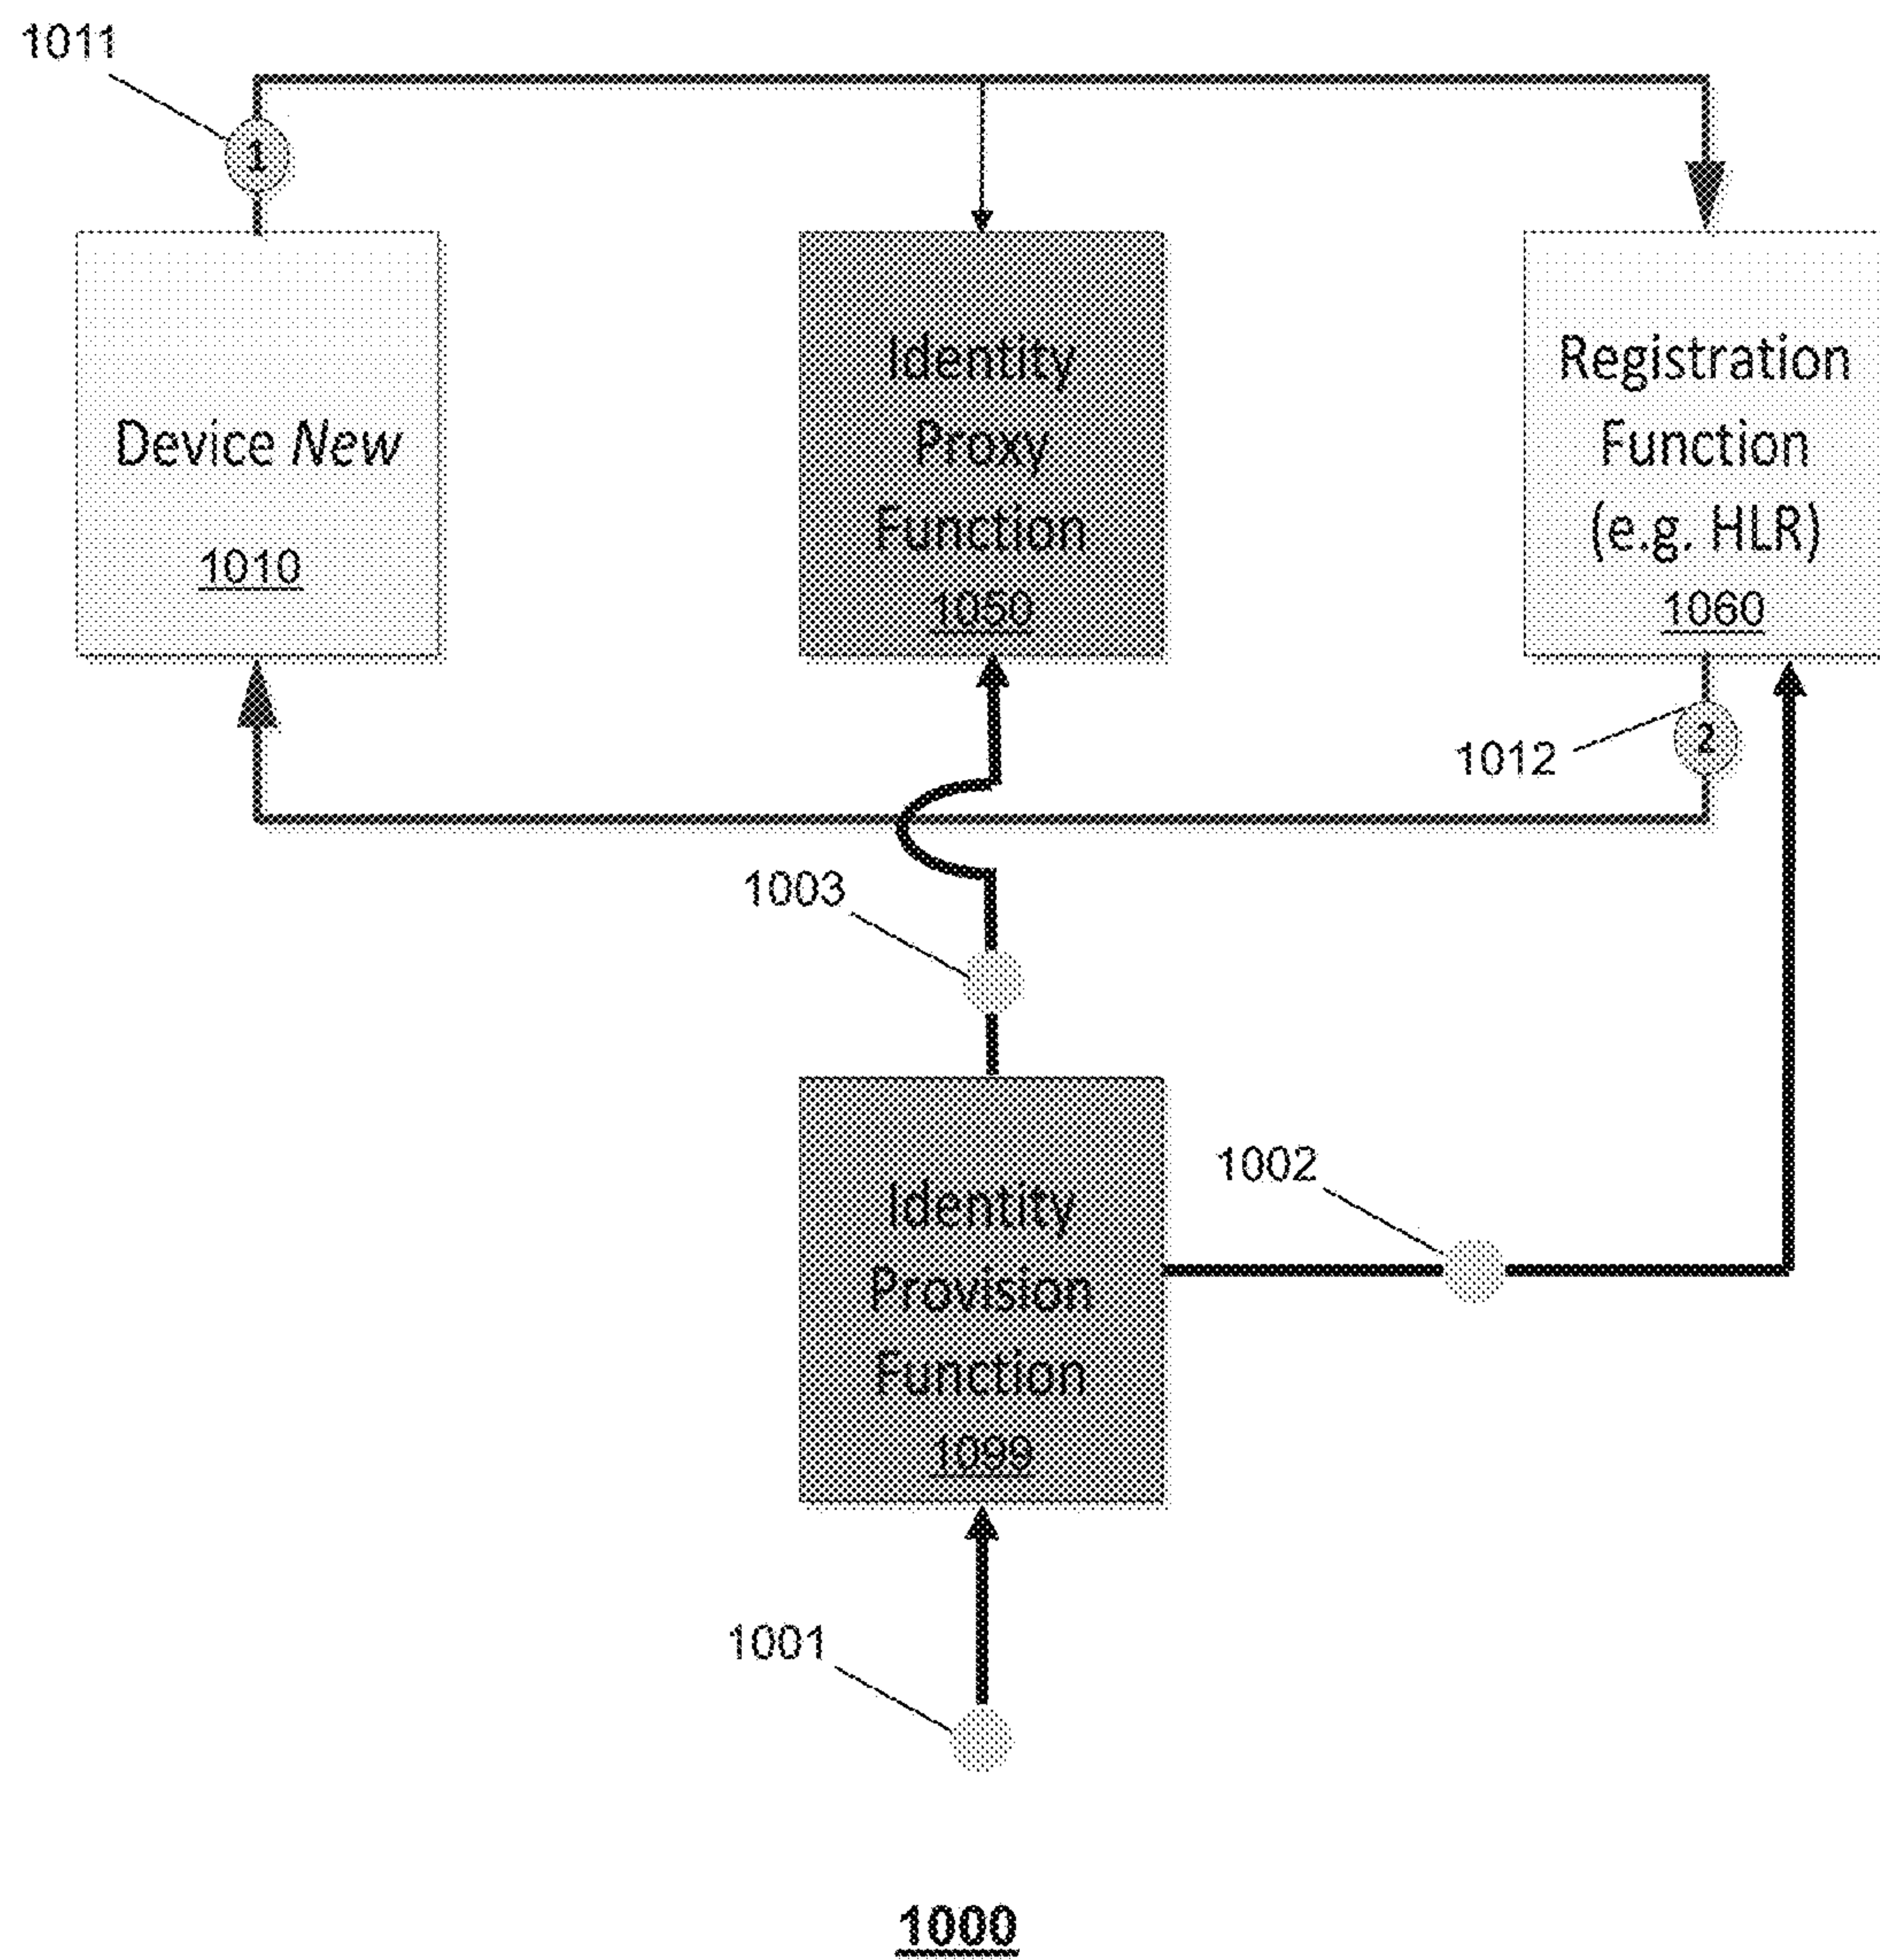 1011
1
Device New
1010
Identity
Proxy
Function
1050
Registration
Function
(e.g. HLR)
1060
1012
2
1003
Identity
Provision
Function
1099
1002
1001
1000